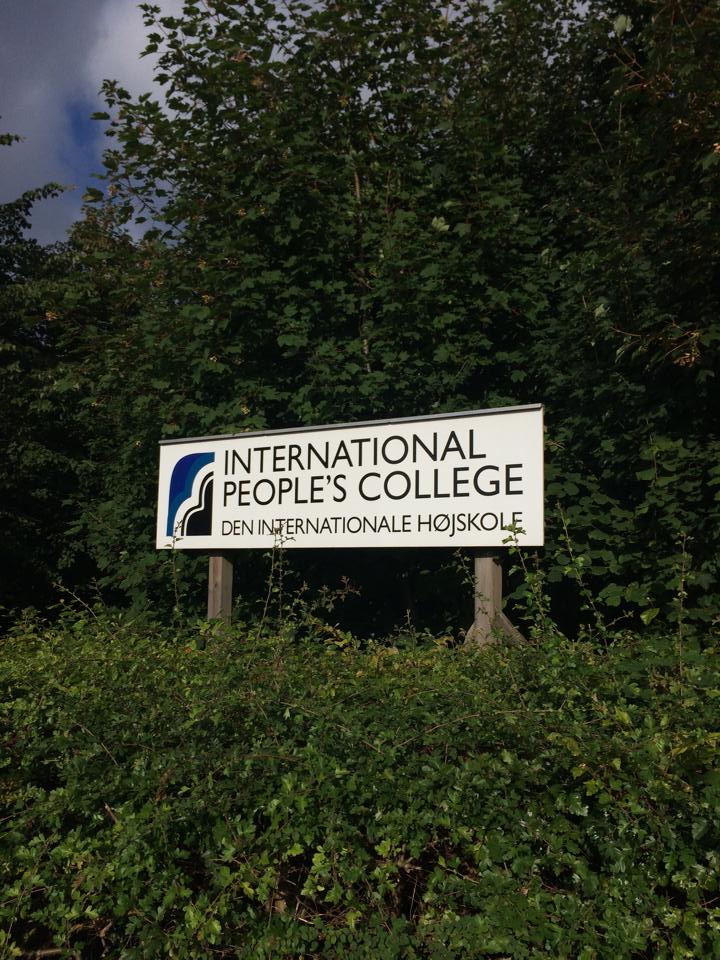 INTERNATIONAL
PEOPLE'S COLLEGE
DEN INTERNATIONALE HØJSKOLE